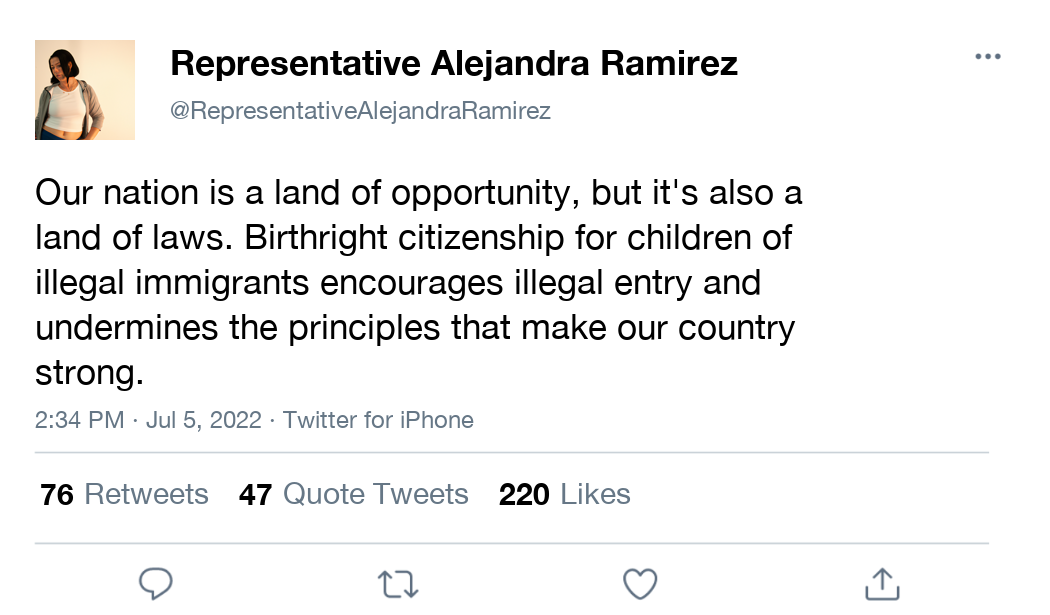 Representative Alejandra Ramirez
@RepresentativeAlejandraRamirez
Our nation is a land of opportunity, but it's also a
land of laws. Birthright citizenship for children of
illegal immigrants encourages illegal entry and
undermines the principles that make our country
strong.
2:34 PM · Jul 5, 2022 · Twitter for iPhone
76 Retweets 47 Quote Tweets 220 Likes